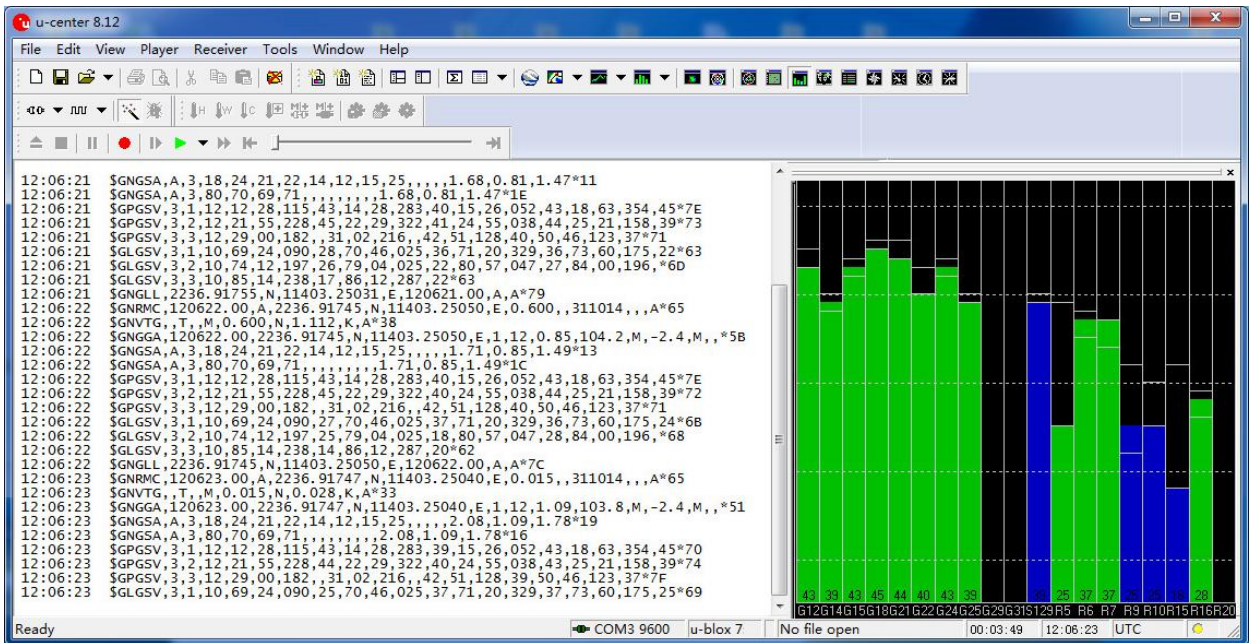 u-center 8.12
File Edit View Player Receiver Tools Window Help
12:06:21 $GNGSA,A,3,18,24,21,22,14,12,15,25,,,,,1.68,0.81,1.47*11
12:06:21 $GNGSA,A,3,80,70,69,71,,,,,,,,,1.68,0.81,1.47*1E
12:06:21 $GPGSV,3,1,12,12,28,115,43,14,28,283,40,15,26,052,43,18,63,354,45*7E
12:06:21 $GPGSV,3,2,12,21,55,228,45,22,29,322,41,24,55,038,44,25,21,158,39*73
12:06:21 $GPGSV,3,3,12,29,00,182,,31,02,216,,42,51,128,40,50,46,123,37*71
12:06:21 $GLGSV,3,1,10,69,24,090,28,70,46,025,36,71,20,329,36,73,60,175,22*63
12:06:21 $GLGSV,3,2,10,74,12,197,26,79,04,025,22,80,57,047,27,84,00,196,*6D
12:06:21 $GLGSV,3,3,10,85,14,238,17,86,12,287,22*63
12:06:21 $GNGLL,2236.91755,N,11403.25031,E,120621.00,A,A*79
12:06:22 $GNRMC,120622.00,A,2236.91745,N,11403.25050,E,0.600,,311014,,,A*65
12:06:22 $GNVTG,,T,,M,0.600,N,1.112,K,A*38
12:06:22 $GNGGA,120622.00,2236.91745,N,11403.25050,E,1,12,0.85,104.2,M,-2.4,M,,*5B
12:06:22 $GNGSA,A,3,18,24,21,22,14,12,15,25,,,,,1.71,0.85,1.49*13
12:06:22 $GNGSA,A,3,80,70,69,71,,,,,,,,,1.71,0.85,1.49*1C
12:06:22 $GPGSV,3,1,12,12,28,115,43,14,28,283,40,15,26,052,43,18,63,354,45*7E
12:06:22 $GPGSV,3,2,12,21,55,228,45,22,29,322,40,24,55,038,44,25,21,158,39*72
12:06:22 $GPGSV,3,3,12,29,00,182,,31,02,216,,42,51,128,40,50,46,123,37*71
12:06:22 $GLGSV,3,1,10,69,24,090,27,70,46,025,37,71,20,329,36,73,60,175,24*6B
12:06:22 $GLGSV,3,2,10,74,12,197,25,79,04,025,18,80,57,047,28,84,00,196,*68
12:06:22 $GLGSV,3,3,10,85,14,238,14,86,12,287,20*62
12:06:22 $GNGLL,2236.91745,N,11403.25050,E,120622.00,A,A*7C
12:06:23 $GNRMC,120623.00,A,2236.91747,N,11403.25040,E,0.015,,311014,,,A*65
12:06:23 $GNVTG,,T,,M,0.015,N,0.028,K,A*33
12:06:23 $GNGGA,120623.00,2236.91747,N,11403.25040,E,1,12,1.09,103.8,M,-2.4,M,,*51
12:06:23 $GNGSA,A,3,18,24,21,22,14,12,15,25,,,,,2.08,1.09,1.78*19
12:06:23 $GNGSA,A,3,80,70,69,71,,,,,,,,,2.08,1.09,1.78*16
12:06:23 $GPGSV,3,1,12,12,28,115,43,14,28,283,39,15,26,052,43,18,63,354,45*70
12:06:23 $GPGSV,3,2,12,21,55,228,44,22,29,322,40,24,55,038,43,25,21,158,39*74
12:06:23 $GPGSV,3,3,12,29,00,182,,31,02,216,,42,51,128,39,50,46,123,37*7F
12:06:23 $GLGSV,3,1,10,69,24,090,25,70,46,025,37,71,20,329,37,73,60,175,25*69
43 39 43 45 44 40 43 39 39 25 37 37 25 25 18 28
G12 G14 G15 G18 G21 G22 G24 G25 G29 G31 S129 R5 R6 R7 R9 R10 R15 R16 R20
Ready COM3 9600 u-blox 7 No file open 00:03:49 12:06:23 UTC